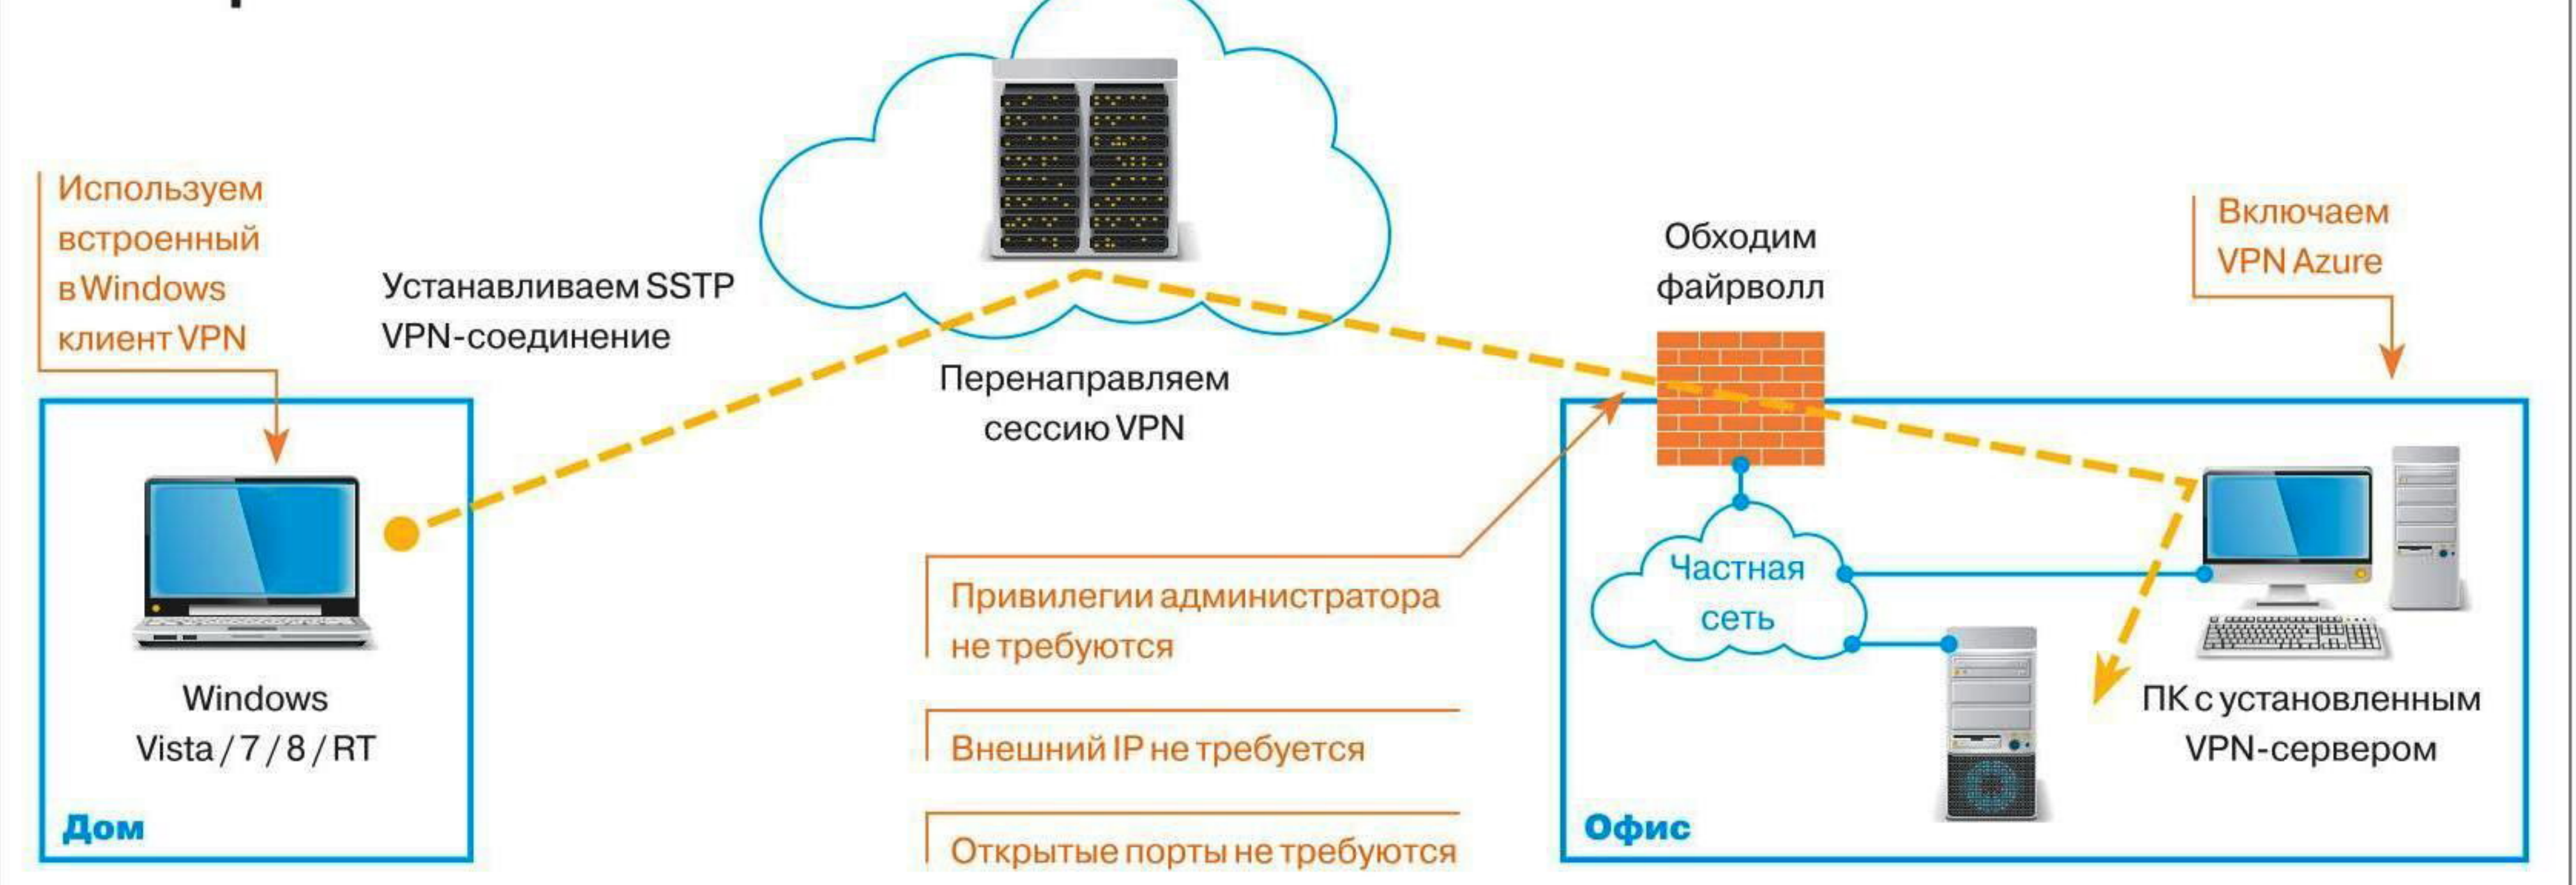 Используем
встроенный
в Windows
клиент VPN
Устанавливаем SSTP
VPN-соединение
Перенаправляем
сессию VPN
Обходим
файрволл
Включаем
VPN Azure
Привилегии администратора
не требуются
Внешний IP не требуется
Открытые порты не требуются
Windows
Vista / 7 / 8 / RT
Дом
Частная
сеть
ПК с установленным
VPN-сервером
Офис